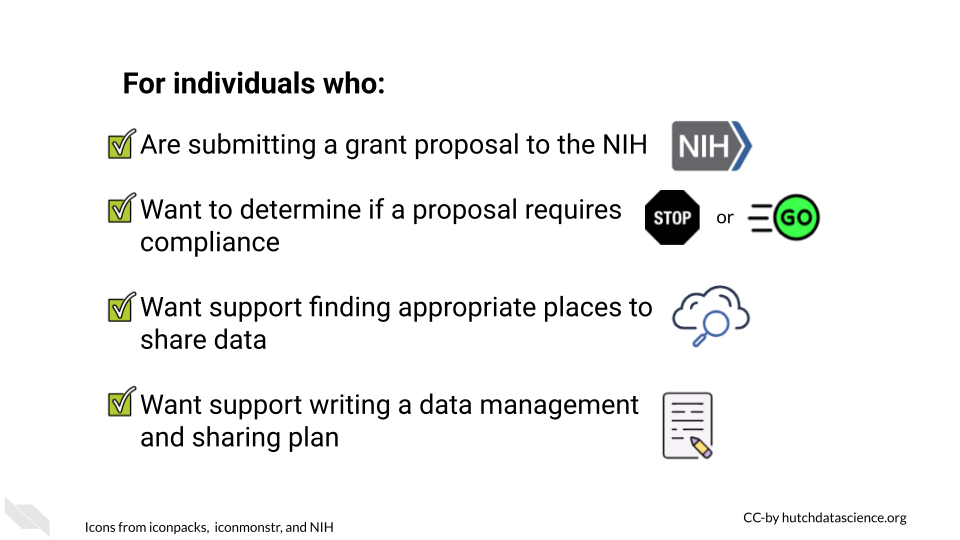 For individuals who:
Are submitting a grant proposal to the NIH
NIH
Want to determine if a proposal requires
compliance
STOP or GO
Want support finding appropriate places to
share data
Want support writing a data management
and sharing plan
Icons from iconpacks, iconmonstr, and NIH
CC-by hutchdatascience.org